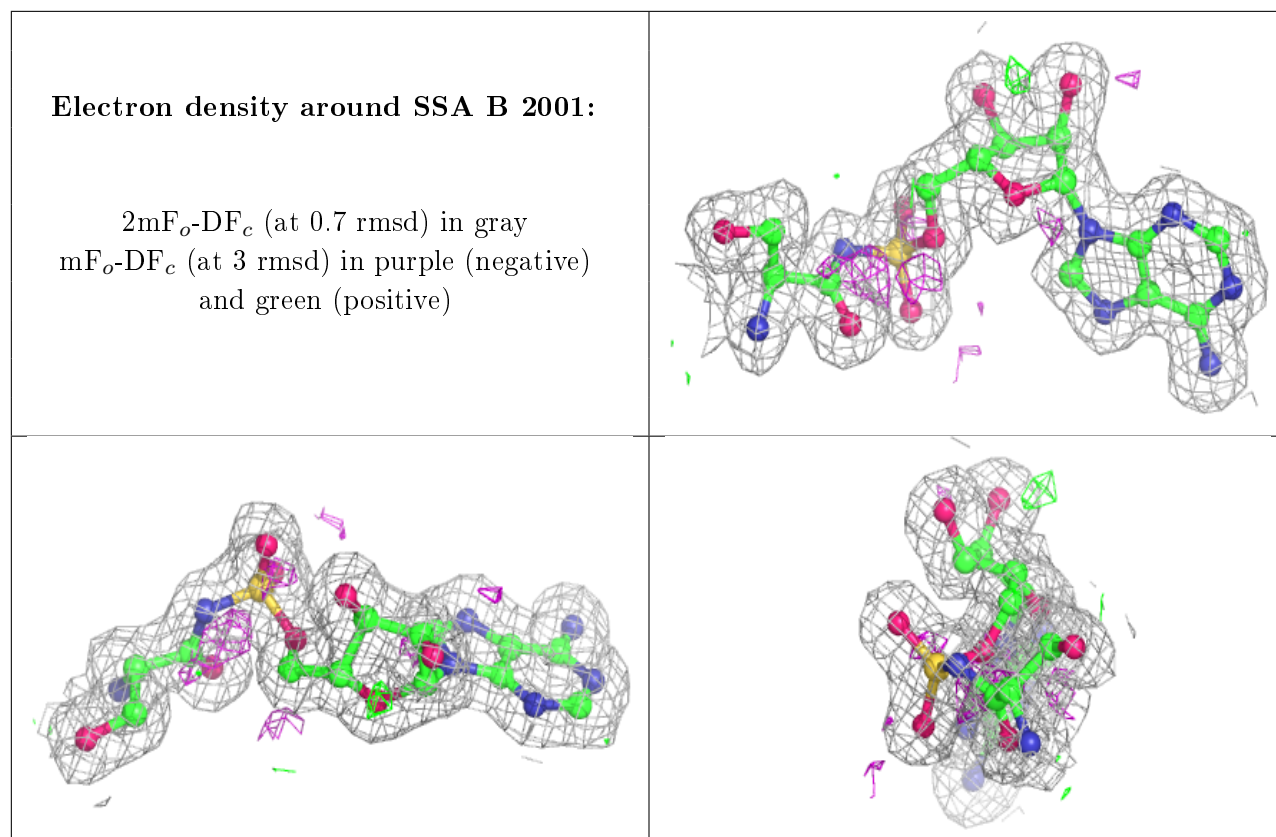 Electron density around SSA B 2001:
2mFo-DFc (at 0.7 rmsd) in gray
mFo-DFc (at 3 rmsd) in purple (negative)
and green (positive)